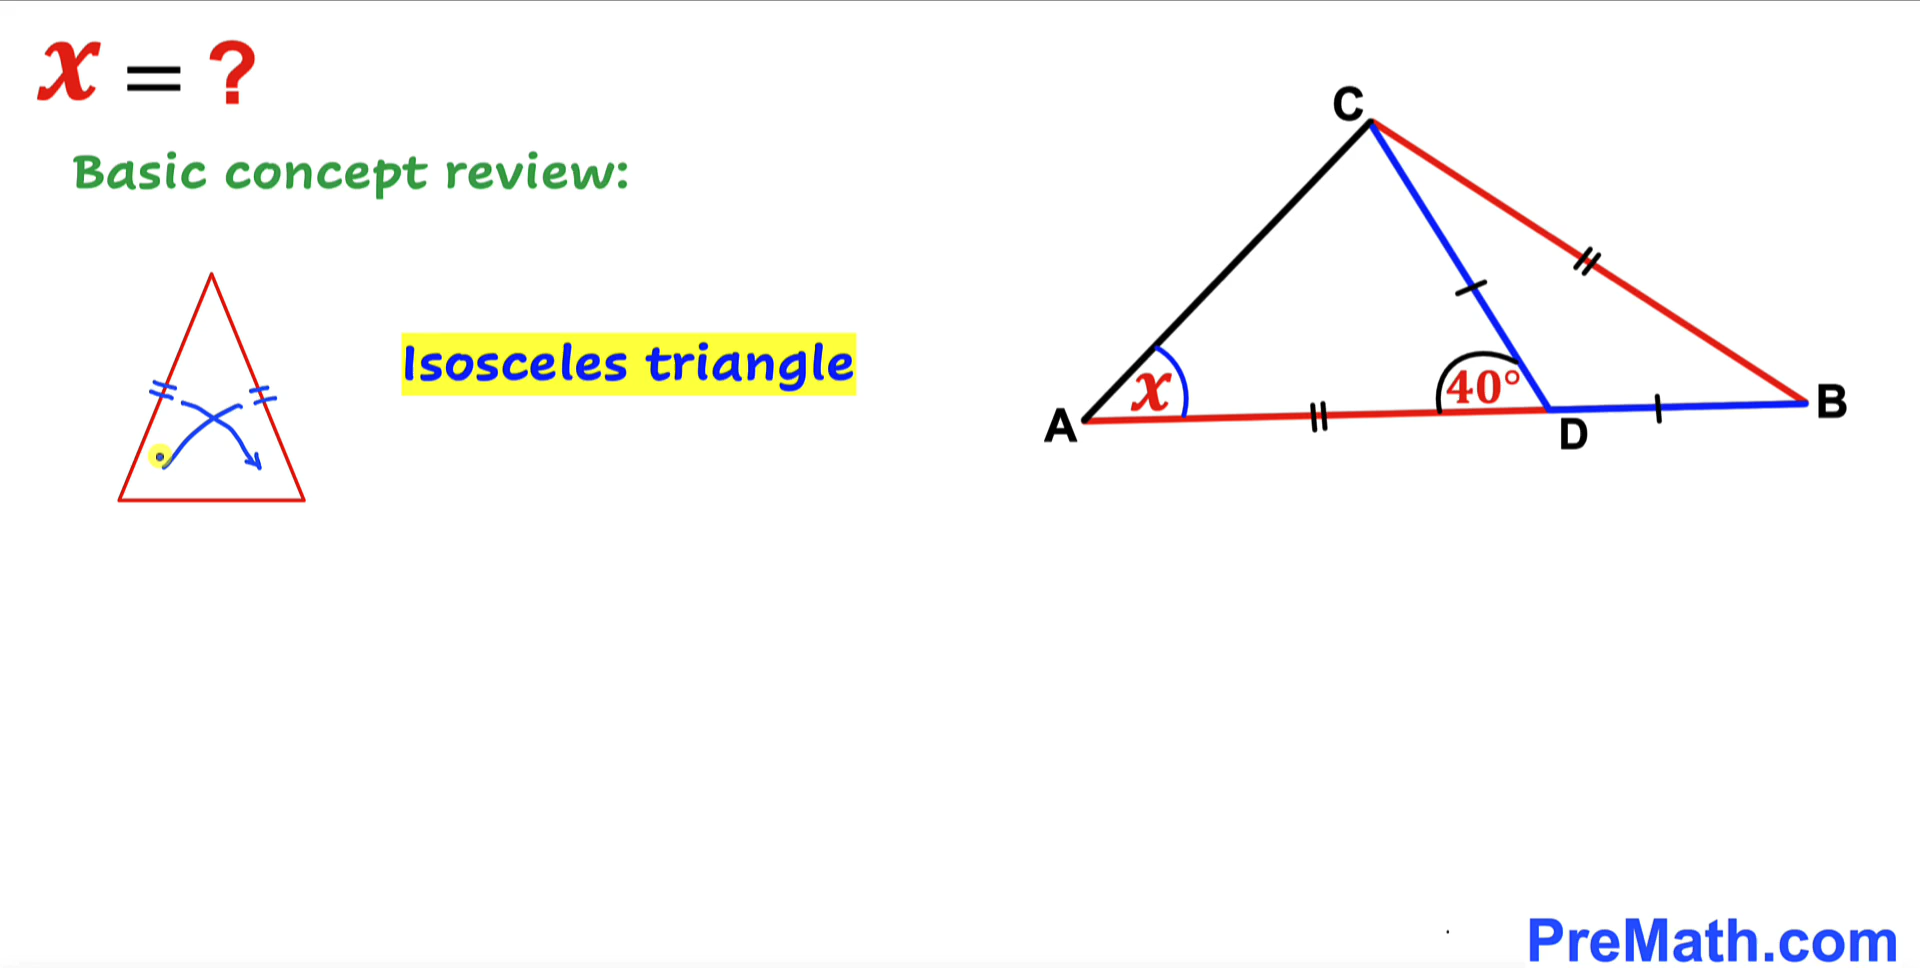 x = ?
Basic concept review:
Isosceles triangle
C
x
40°
A
D
B
PreMath.com